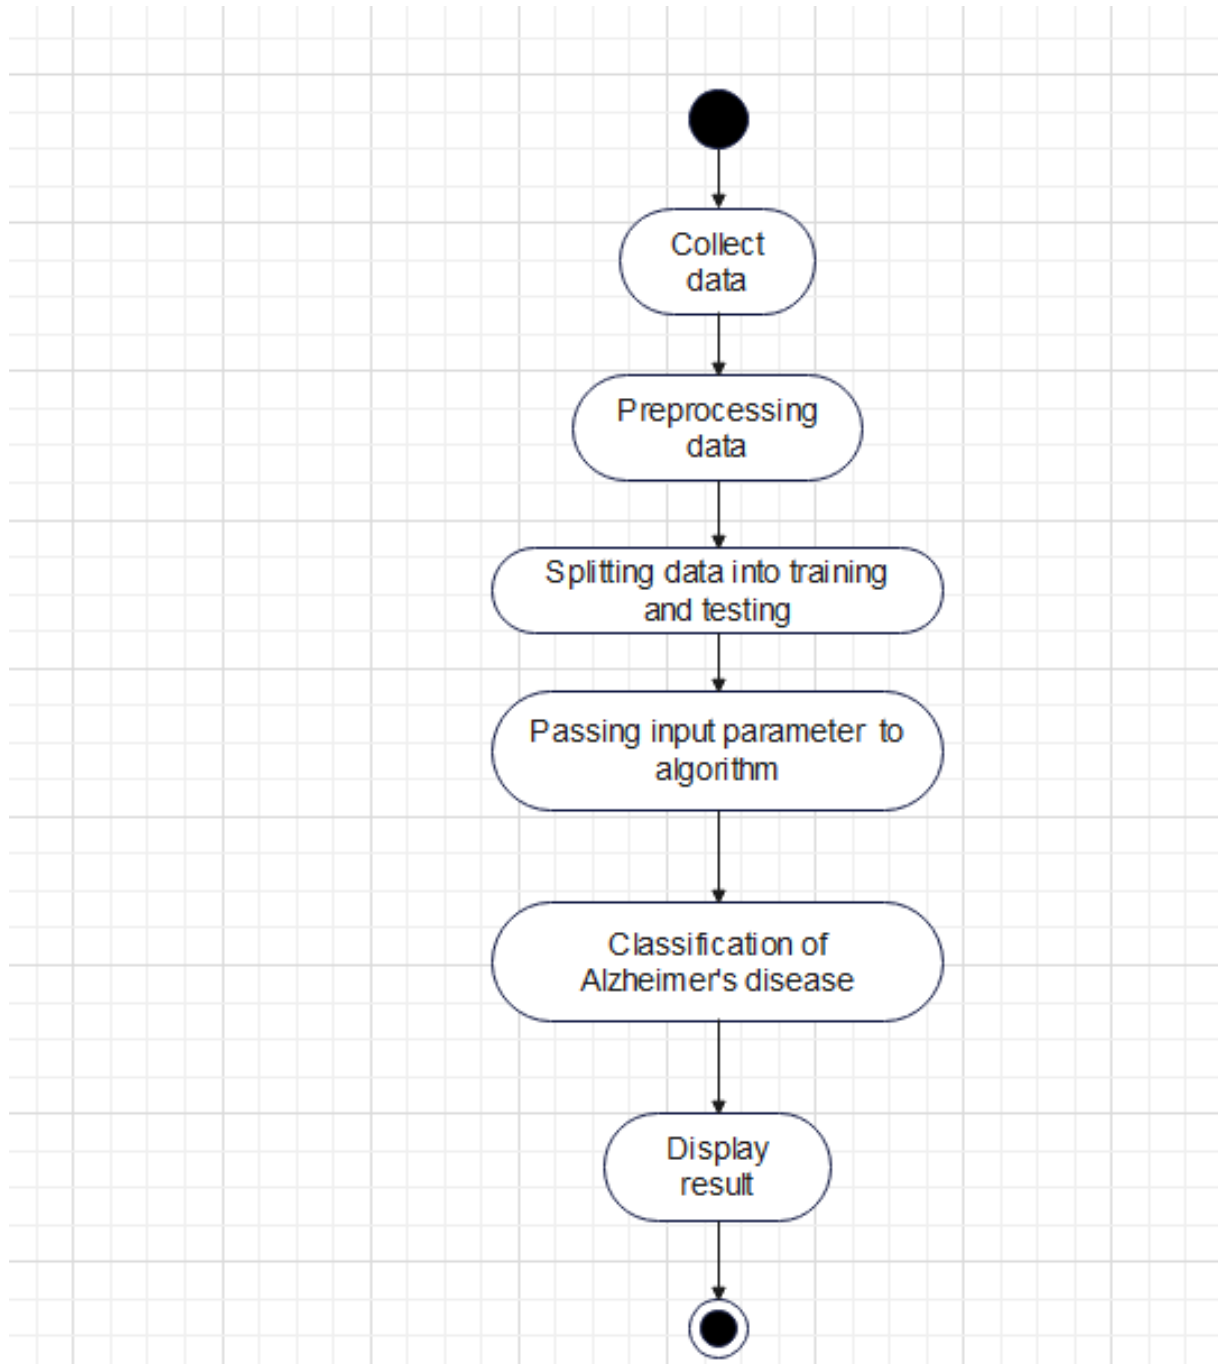 Collect
data
Preprocessing
data
Splitting data into training
and testing
Passing input parameter to
algorithm
Classification of
Alzheimer's disease
Display
result